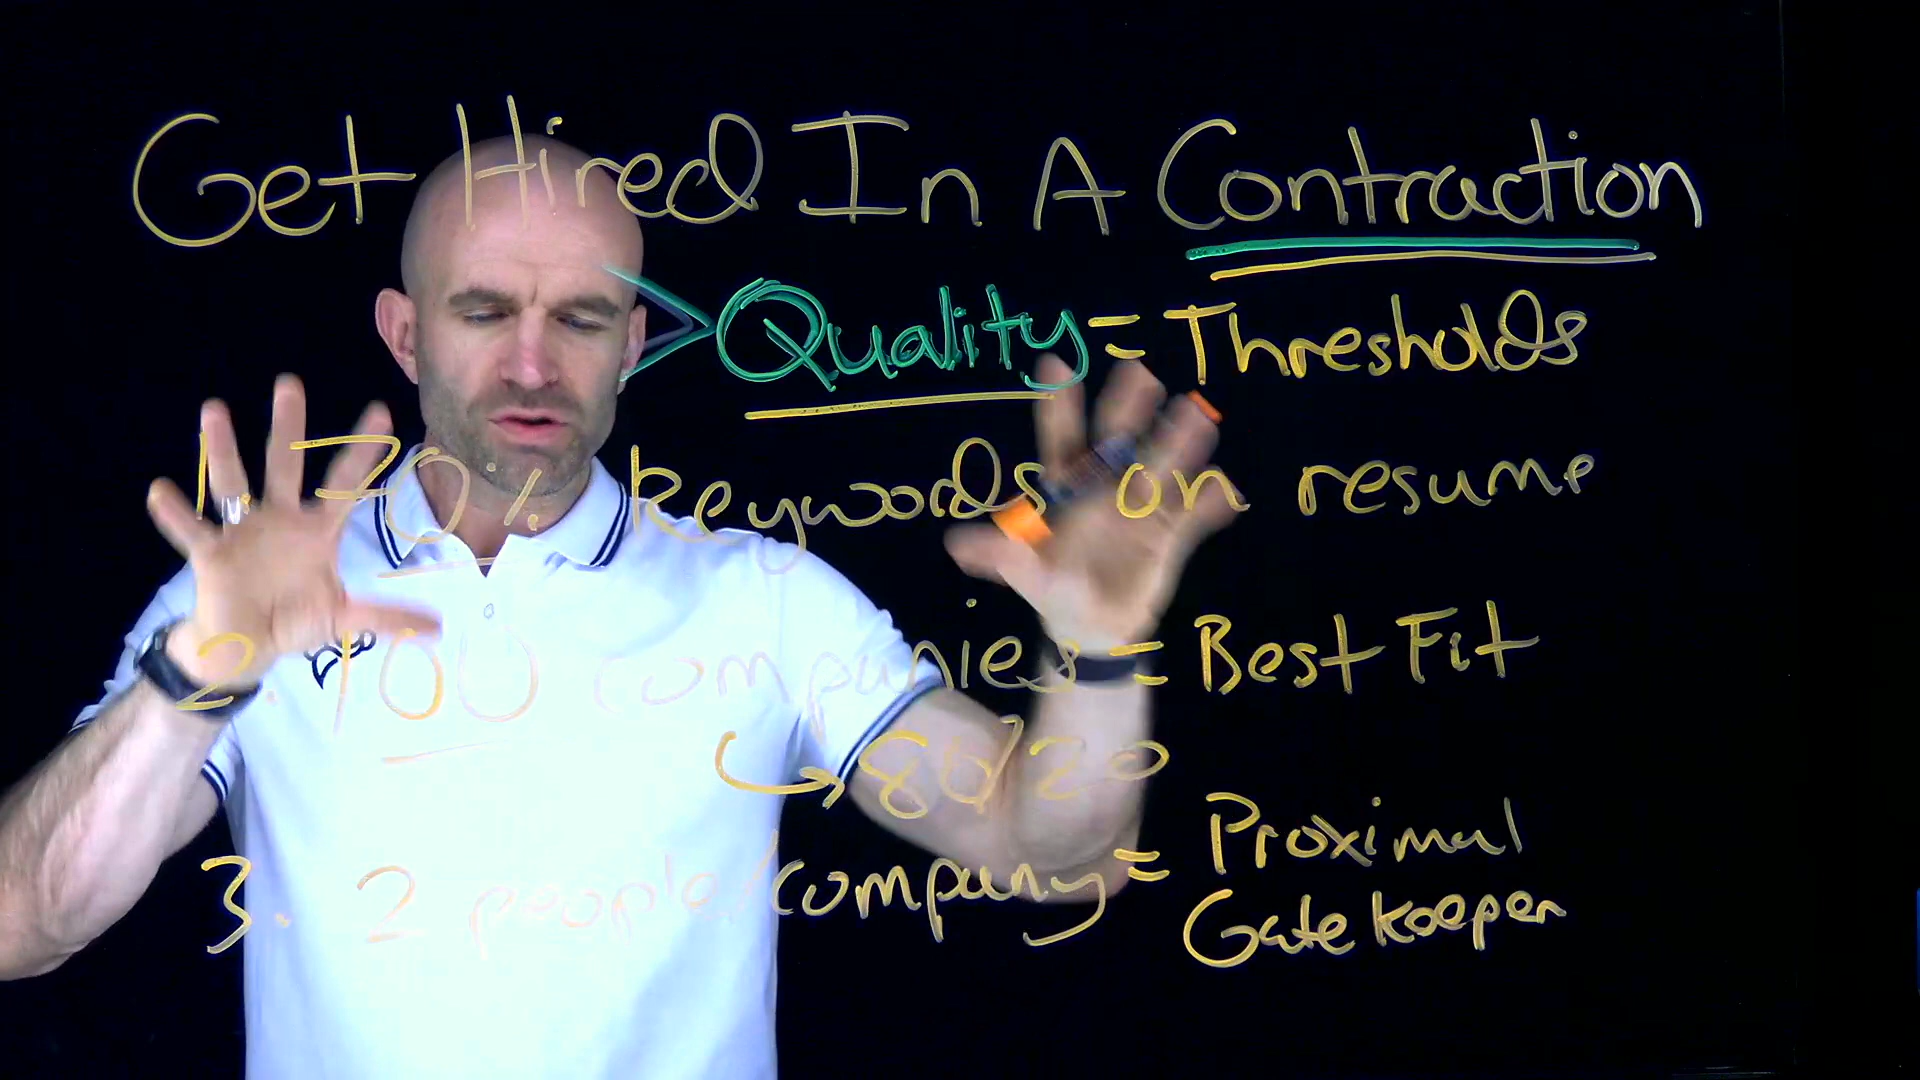 Get Hired In A Contraction
> Quality = Thresholds
1. 70% keywords on resume
2. 100 companies = Best Fit
↳ 80/20
3. 2 people/company = Proximal
Gatekeeper